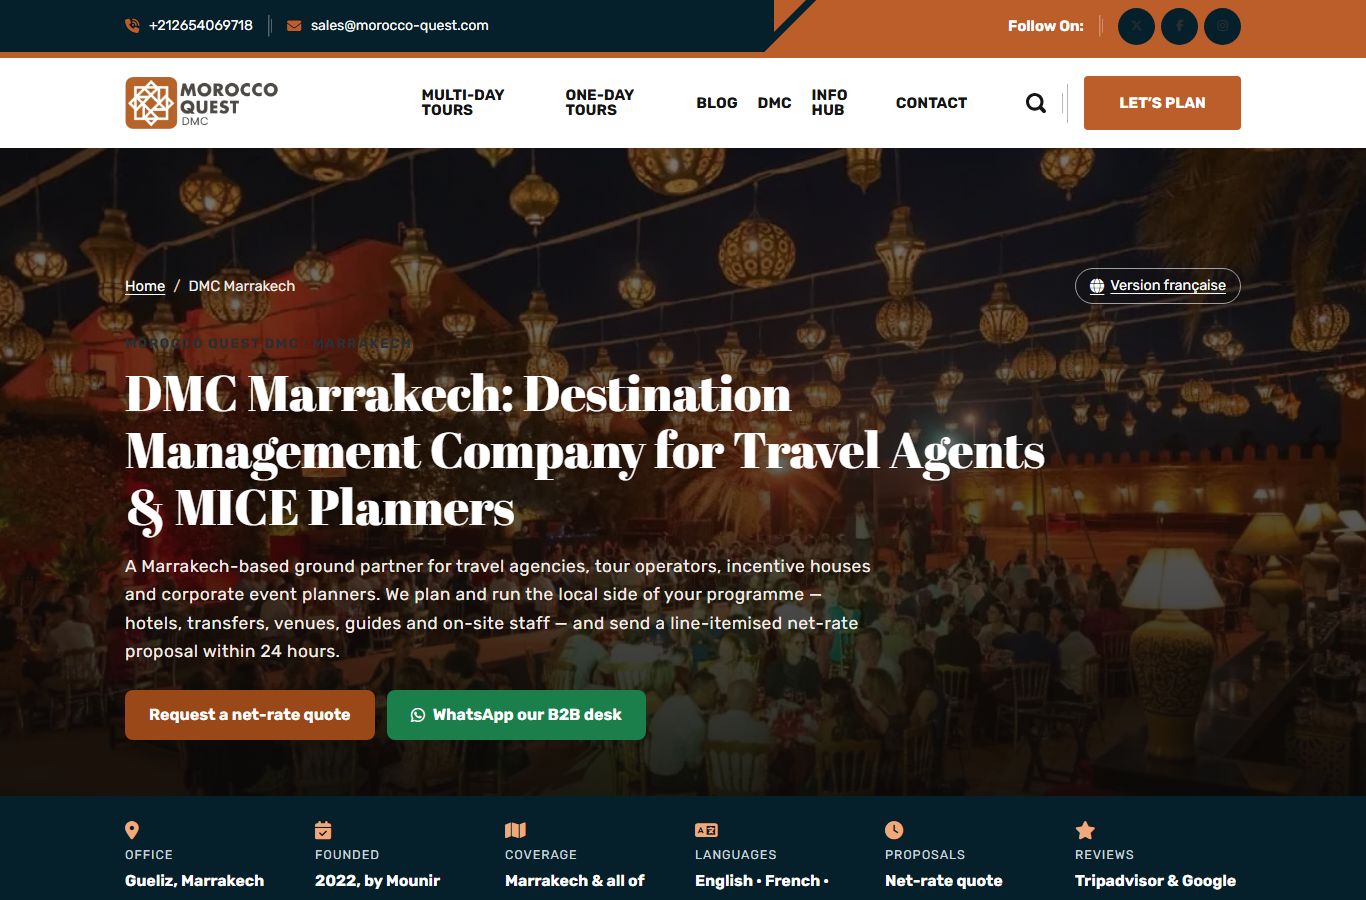 +212654069718
sales@morocco-quest.com
Follow On:
MOROCCO
QUEST
DMC
MULTI-DAY
TOURS
ONE-DAY
TOURS
BLOG
DMC
INFO
HUB
CONTACT
LET'S PLAN
Home / DMC Marrakech
Version française
MOROCCO QUEST DMC · MARRAKECH
DMC Marrakech: Destination
Management Company for Travel Agents
& MICE Planners
A Marrakech-based ground partner for travel agencies, tour operators, incentive houses
and corporate event planners. We plan and run the local side of your programme —
hotels, transfers, venues, guides and on-site staff — and send a line-itemised net-rate
proposal within 24 hours.
Request a net-rate quote
WhatsApp our B2B desk
OFFICE
Gueliz, Marrakech
FOUNDED
2022, by Mounir
COVERAGE
Marrakech & all of
LANGUAGES
English • French •
PROPOSALS
Net-rate quote
REVIEWS
Tripadvisor & Google